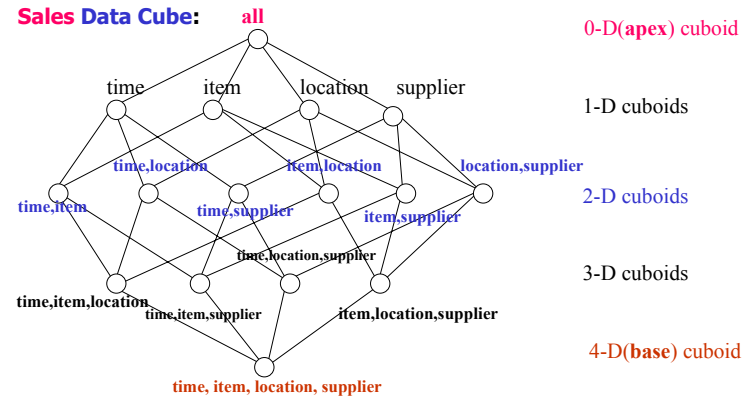 Sales Data Cube: all
0-D(apex) cuboid
time item location supplier
1-D cuboids
time,location item,location location,supplier
time,item time,supplier item,supplier
2-D cuboids
time,location,supplier
3-D cuboids
time,item,location time,item,supplier item,location,supplier
4-D(base) cuboid
time, item, location, supplier